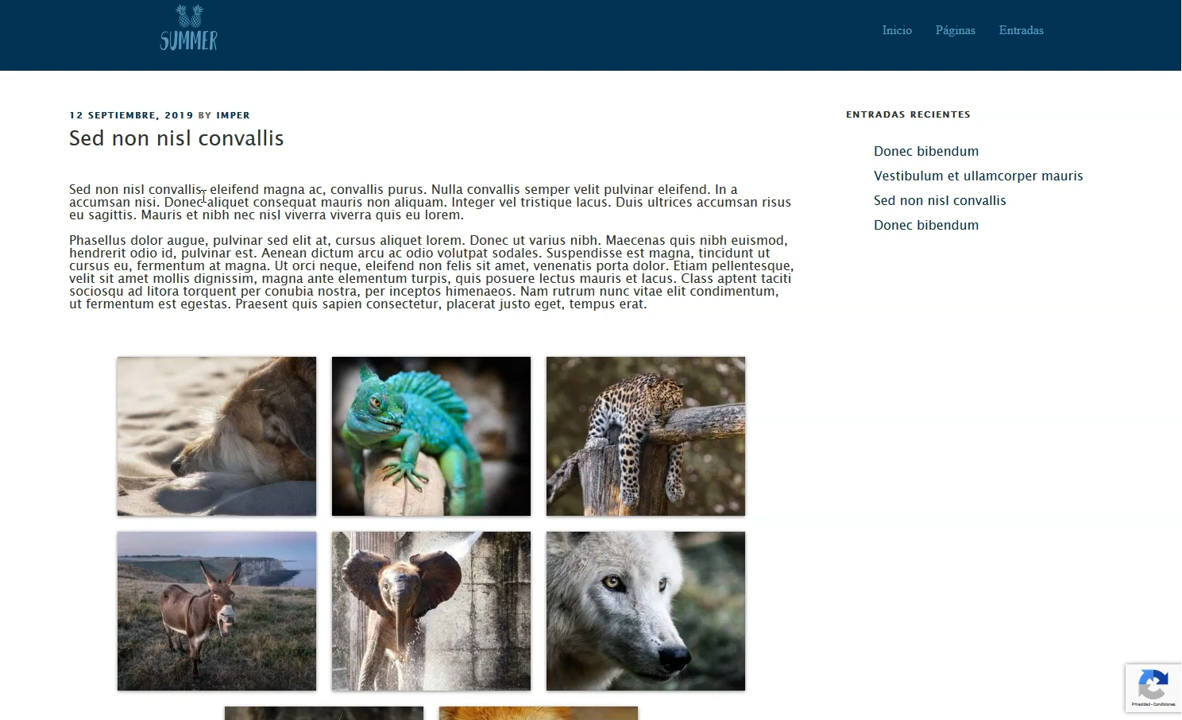 SUMMER
Inicio Páginas Entradas
12 SEPTIEMBRE, 2019 BY IMPER
Sed non nisl convallis
Sed non nisl convallis, eleifend magna ac, convallis purus. Nulla convallis semper velit pulvinar eleifend. In a
accumsan nisi. Donec aliquet consequat mauris non aliquam. Integer vel tristique lacus. Duis ultrices accumsan risus
eu sagittis. Mauris et nibh nec nisl viverra viverra quis eu lorem.
Phasellus dolor augue, pulvinar sed elit at, cursus aliquet lorem. Donec ut varius nibh. Maecenas quis nibh euismod,
hendrerit odio id, pulvinar est. Aenean dictum arcu ac odio volutpat sodales. Suspendisse est magna, tincidunt ut
cursus eu, fermentum at magna. Ut orci neque, eleifend non felis sit amet, venenatis porta dolor. Etiam pellentesque,
velit sit amet mollis dignissim, magna ante elementum turpis, quis posuere lectus mauris et lacus. Class aptent taciti
sociosqu ad litora torquent per conubia nostra, per inceptos himenaeos. Nam rutrum nunc vitae elit condimentum,
ut fermentum est egestas. Praesent quis sapien consectetur, placerat justo eget, tempus erat.
ENTRADAS RECIENTES
Donec bibendum
Vestibulum et ullamcorper mauris
Sed non nisl convallis
Donec bibendum
Privacidad - Condiciones